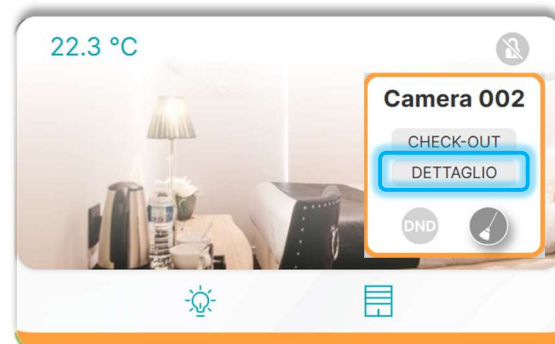 22.3 °C
Camera 002
CHECK-OUT
DETTAGLIO
DND